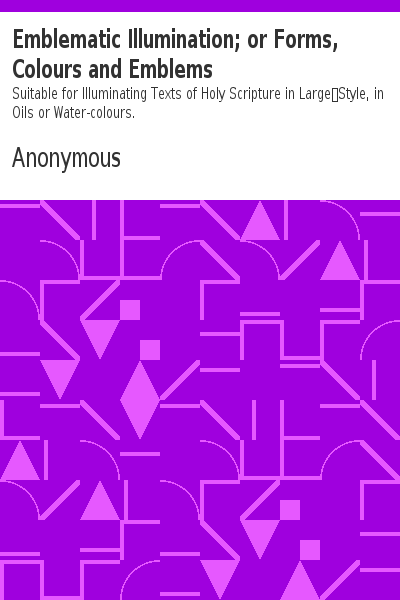 Emblematic Illumination; or Forms,
Colours and Emblems
Suitable for Illuminating Texts of Holy Scripture in Large▯Style, in
Oils or Water-colours.
Anonymous